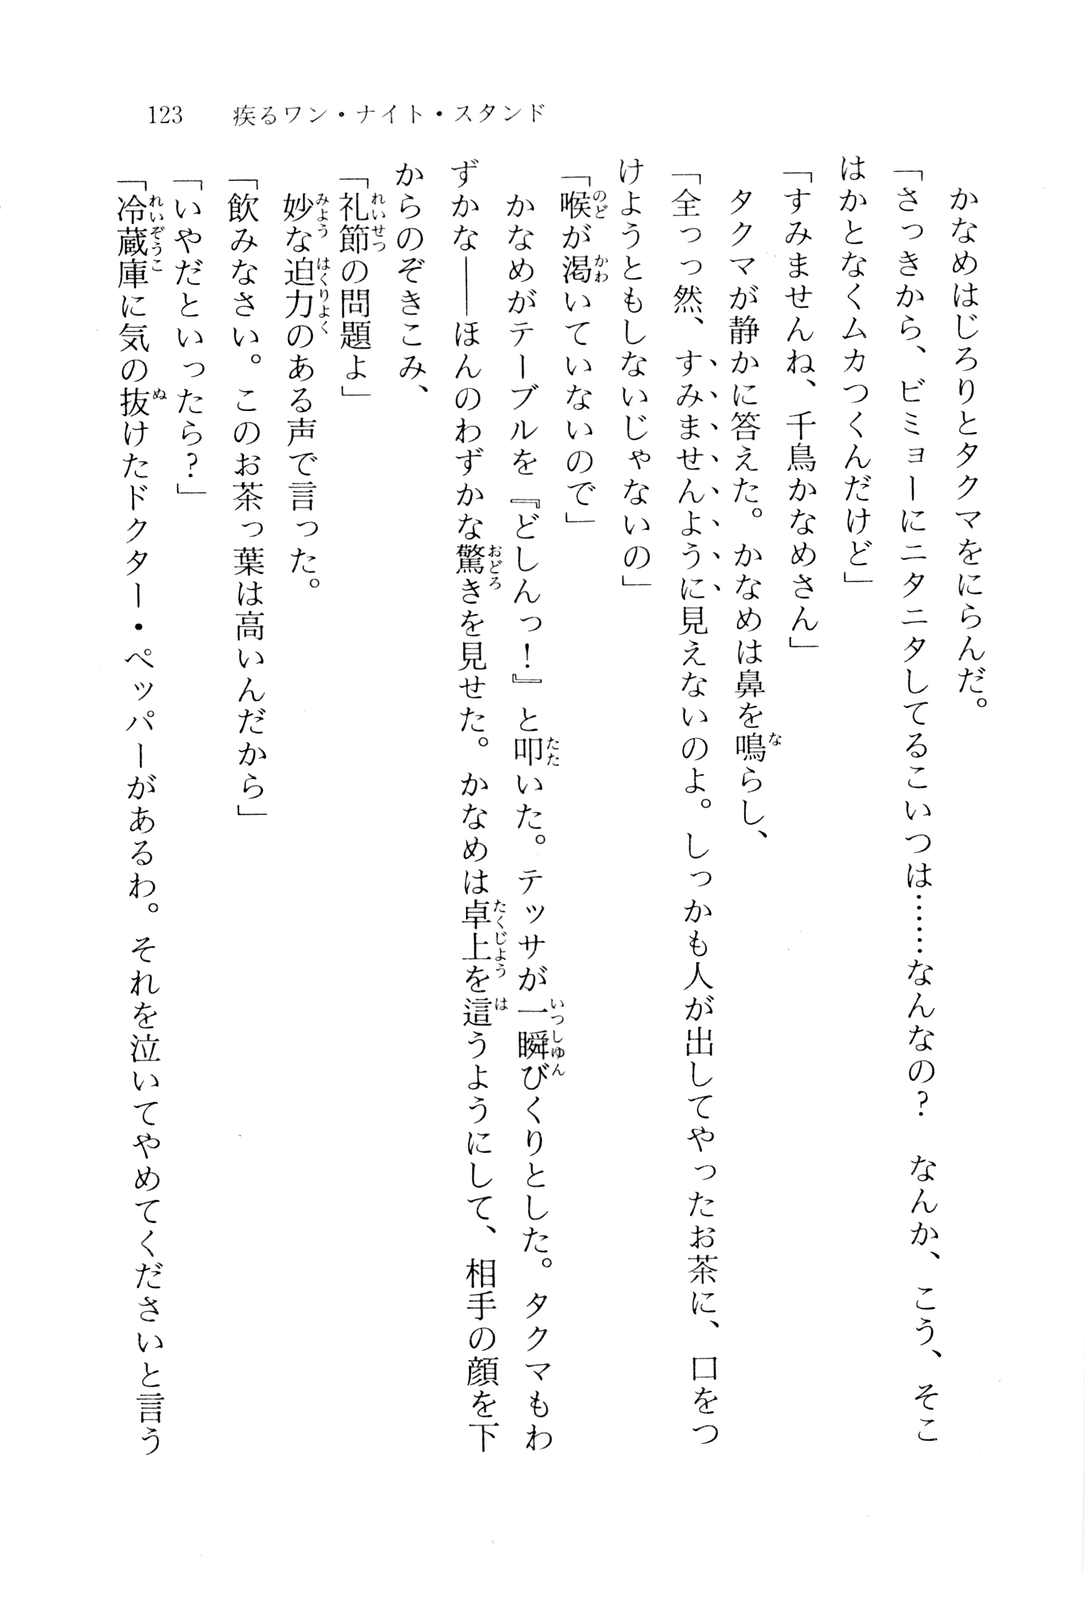 123　疾るワン・ナイト・スタンド
　かなめはじろりとタクマをにらんだ。
「さっきから、ビミョーにニタニタしてるこいつは……なんなの？　なんか、こう、そこ
はかとなくムカつくんだけど」
「すみませんね、千鳥かなめさん」
　タクマが静かに答えた。かなめは鼻を鳴らし、
「全っっ然、すみませんように見えないのよ。しっかも人が出してやったお茶に、口をつ
けようともしないじゃないの」
「喉が渇いていないので」
　かなめがテーブルを『どしんっ！』と叩いた。テッサが一瞬びくりとした。タクマもわ
ずかな――ほんのわずかな驚きを見せた。かなめは卓上を這うようにして、相手の顔を下
からのぞきこみ、
「礼節の問題よ」
　妙な迫力のある声で言った。
「飲みなさい。このお茶っ葉は高いんだから」
「いやだといったら？」
「冷蔵庫に気の抜けたドクター・ペッパーがあるわ。それを泣いてやめてくださいと言う